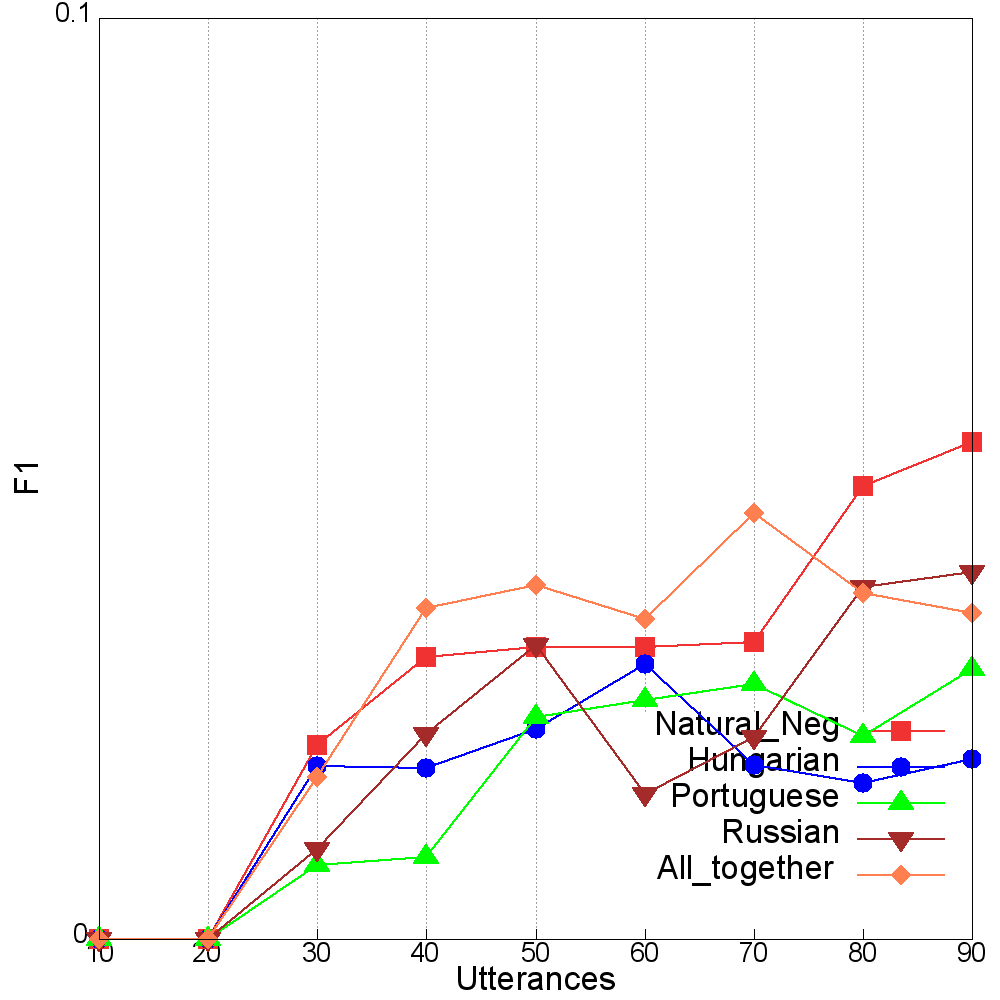 0.1
F1
Natural_Neg
Hungarian
Portuguese
Russian
All_together
0
10 20 30 40 50 60 70 80 90
Utterances